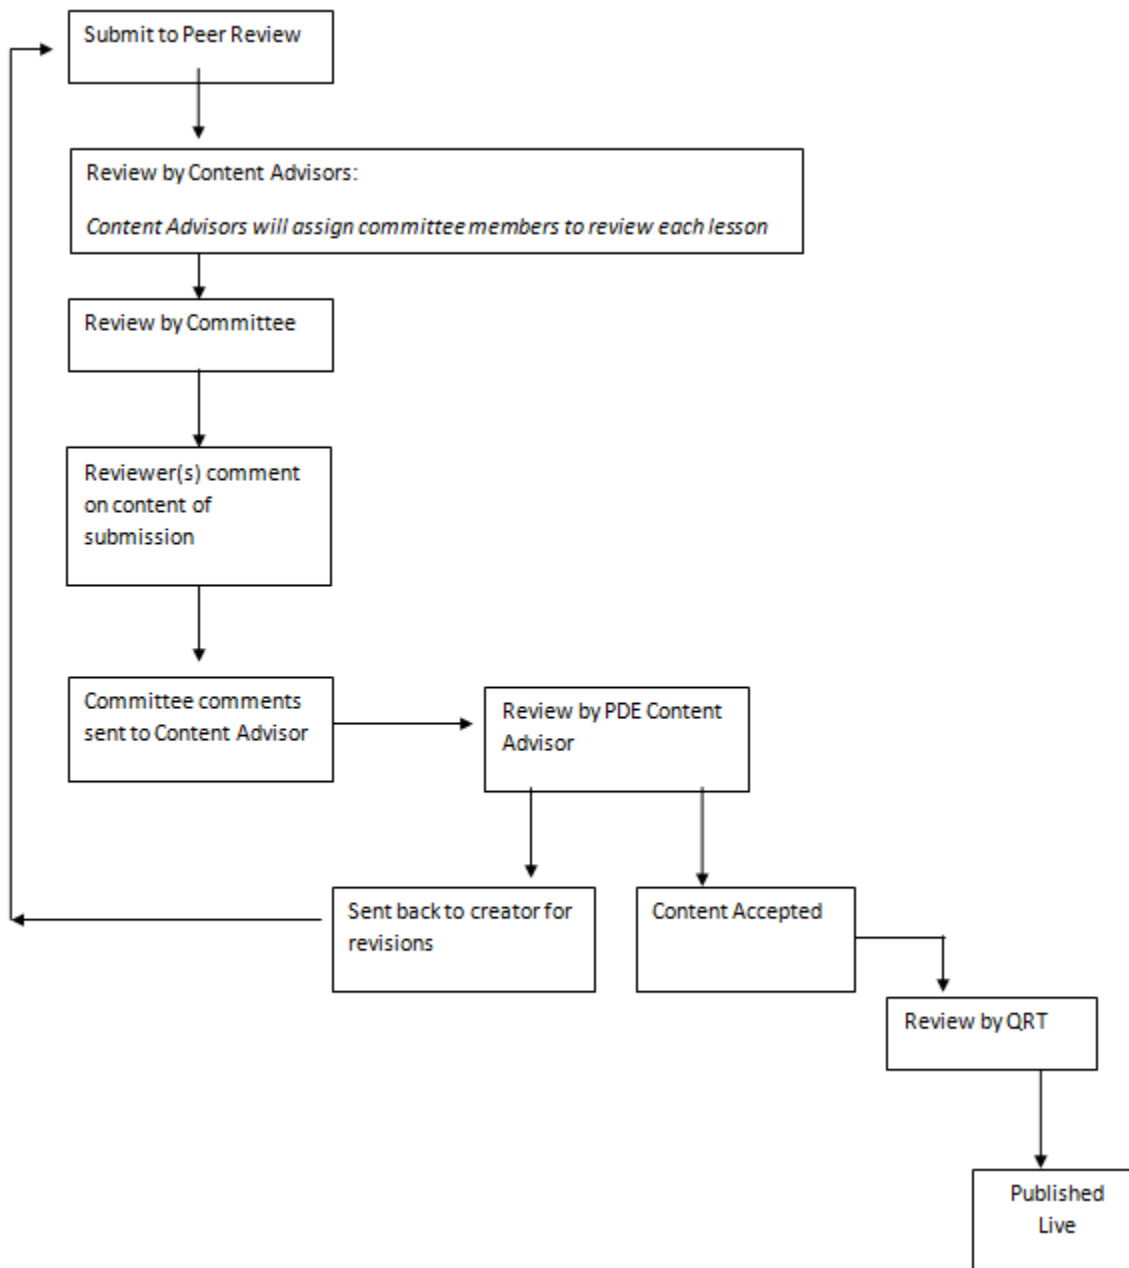 Submit to Peer Review
Review by Content Advisors:
Content Advisors will assign committee members to review each lesson
Review by Committee
Reviewer(s) comment
on content of
submission
Committee comments
sent to Content Advisor
Review by PDE Content
Advisor
Sent back to creator for
revisions
Content Accepted
Review by QRT
Published
Live